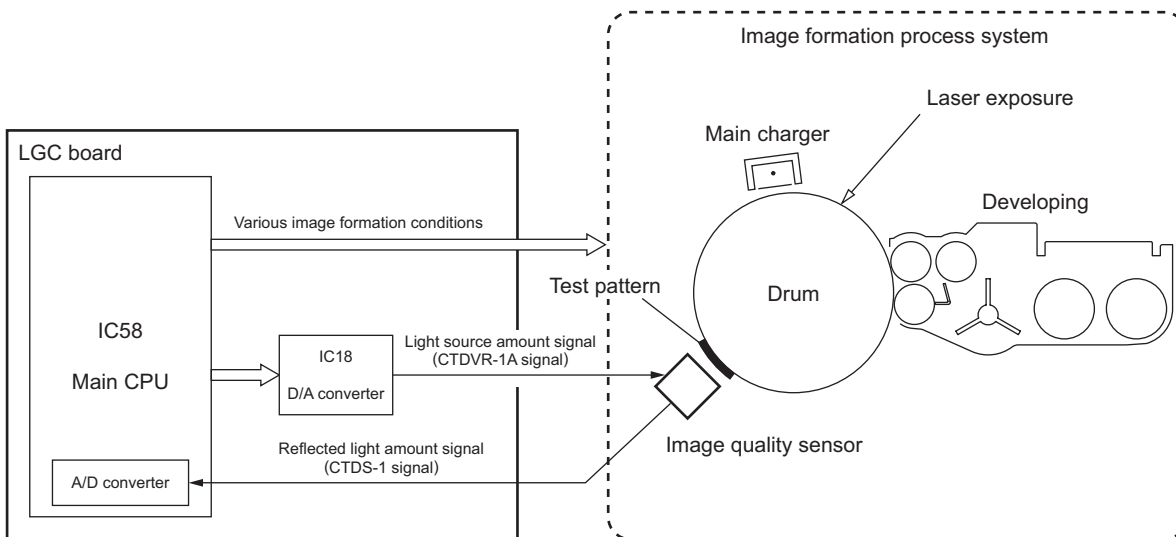 Image formation process system
Laser exposure
Main charger
LGC board
Developing
Various image formation conditions
Test pattern
Drum
IC58
Main CPU
IC18
D/A converter
Light source amount signal
(CTDVR-1A signal)
Reflected light amount signal
(CTDS-1 signal)
Image quality sensor
A/D converter